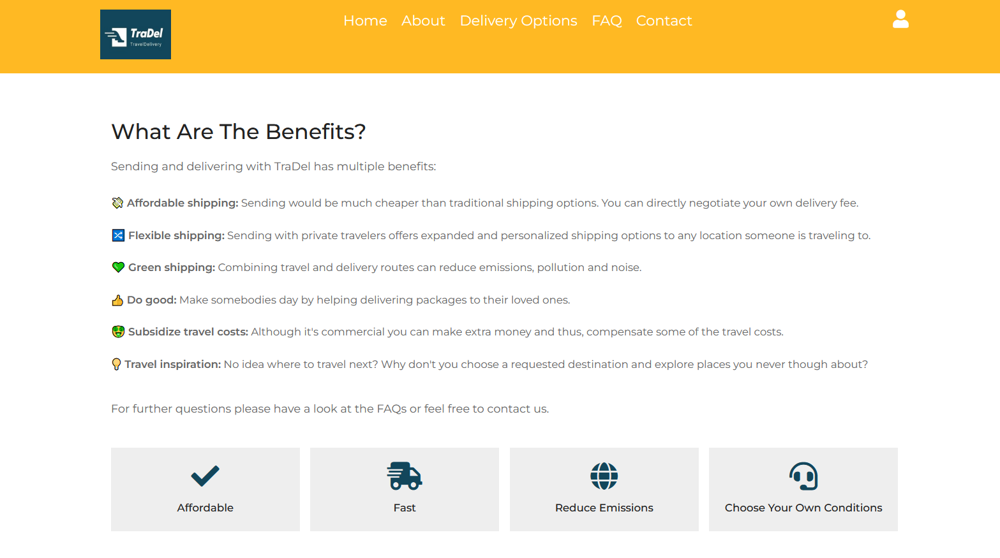 TraDel
TravelDelivery
Home About Delivery Options FAQ Contact
What Are The Benefits?
Sending and delivering with TraDel has multiple benefits:
Affordable shipping: Sending would be much cheaper than traditional shipping options. You can directly negotiate your own delivery fee.
Flexible shipping: Sending with private travelers offers expanded and personalized shipping options to any location someone is traveling to.
Green shipping: Combining travel and delivery routes can reduce emissions, pollution and noise.
Do good: Make somebodies day by helping delivering packages to their loved ones.
Subsidize travel costs: Although it's commercial you can make extra money and thus, compensate some of the travel costs.
Travel inspiration: No idea where to travel next? Why don't you choose a requested destination and explore places you never though about?
For further questions please have a look at the FAQs or feel free to contact us.
Affordable
Fast
Reduce Emissions
Choose Your Own Conditions